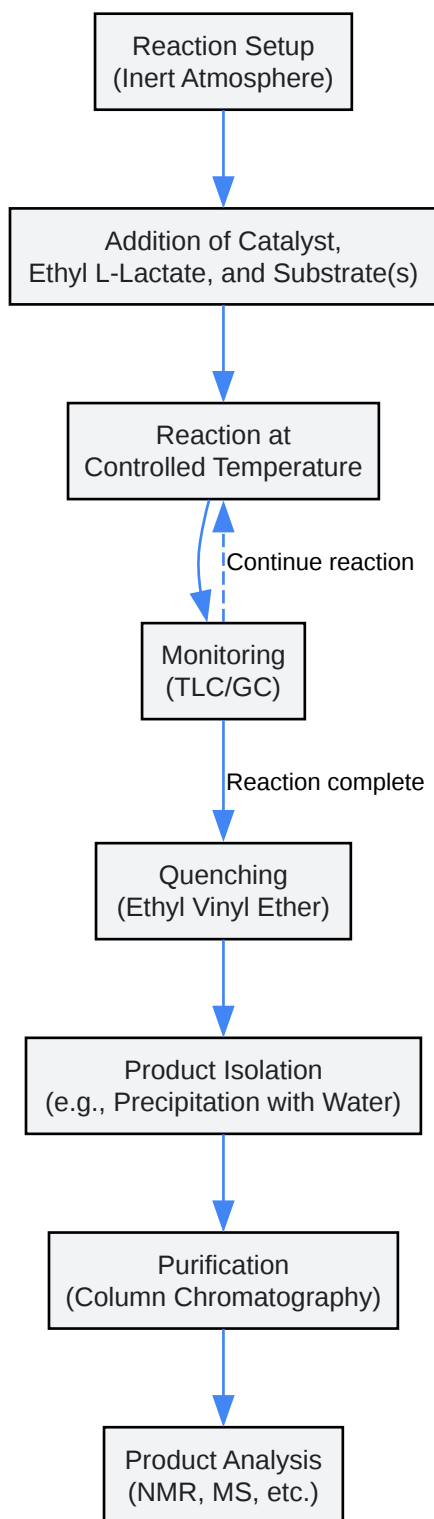 Reaction Setup
(Inert Atmosphere)
Addition of Catalyst,
Ethyl L-Lactate, and Substrate(s)
Reaction at
Controlled Temperature
Continue reaction
Monitoring
(TLC/GC)
Reaction complete
Quenching
(Ethyl Vinyl Ether)
Product Isolation
(e.g., Precipitation with Water)
Purification
(Column Chromatography)
Product Analysis
(NMR, MS, etc.)